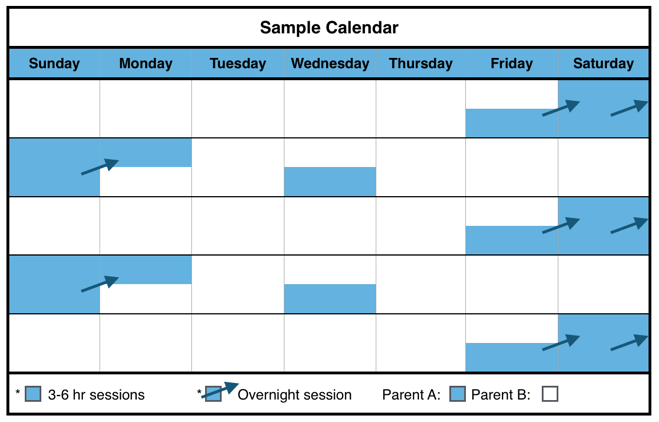 Sample Calendar
Sunday Monday Tuesday Wednesday Thursday Friday Saturday
* 3-6 hr sessions * Overnight session Parent A: Parent B: